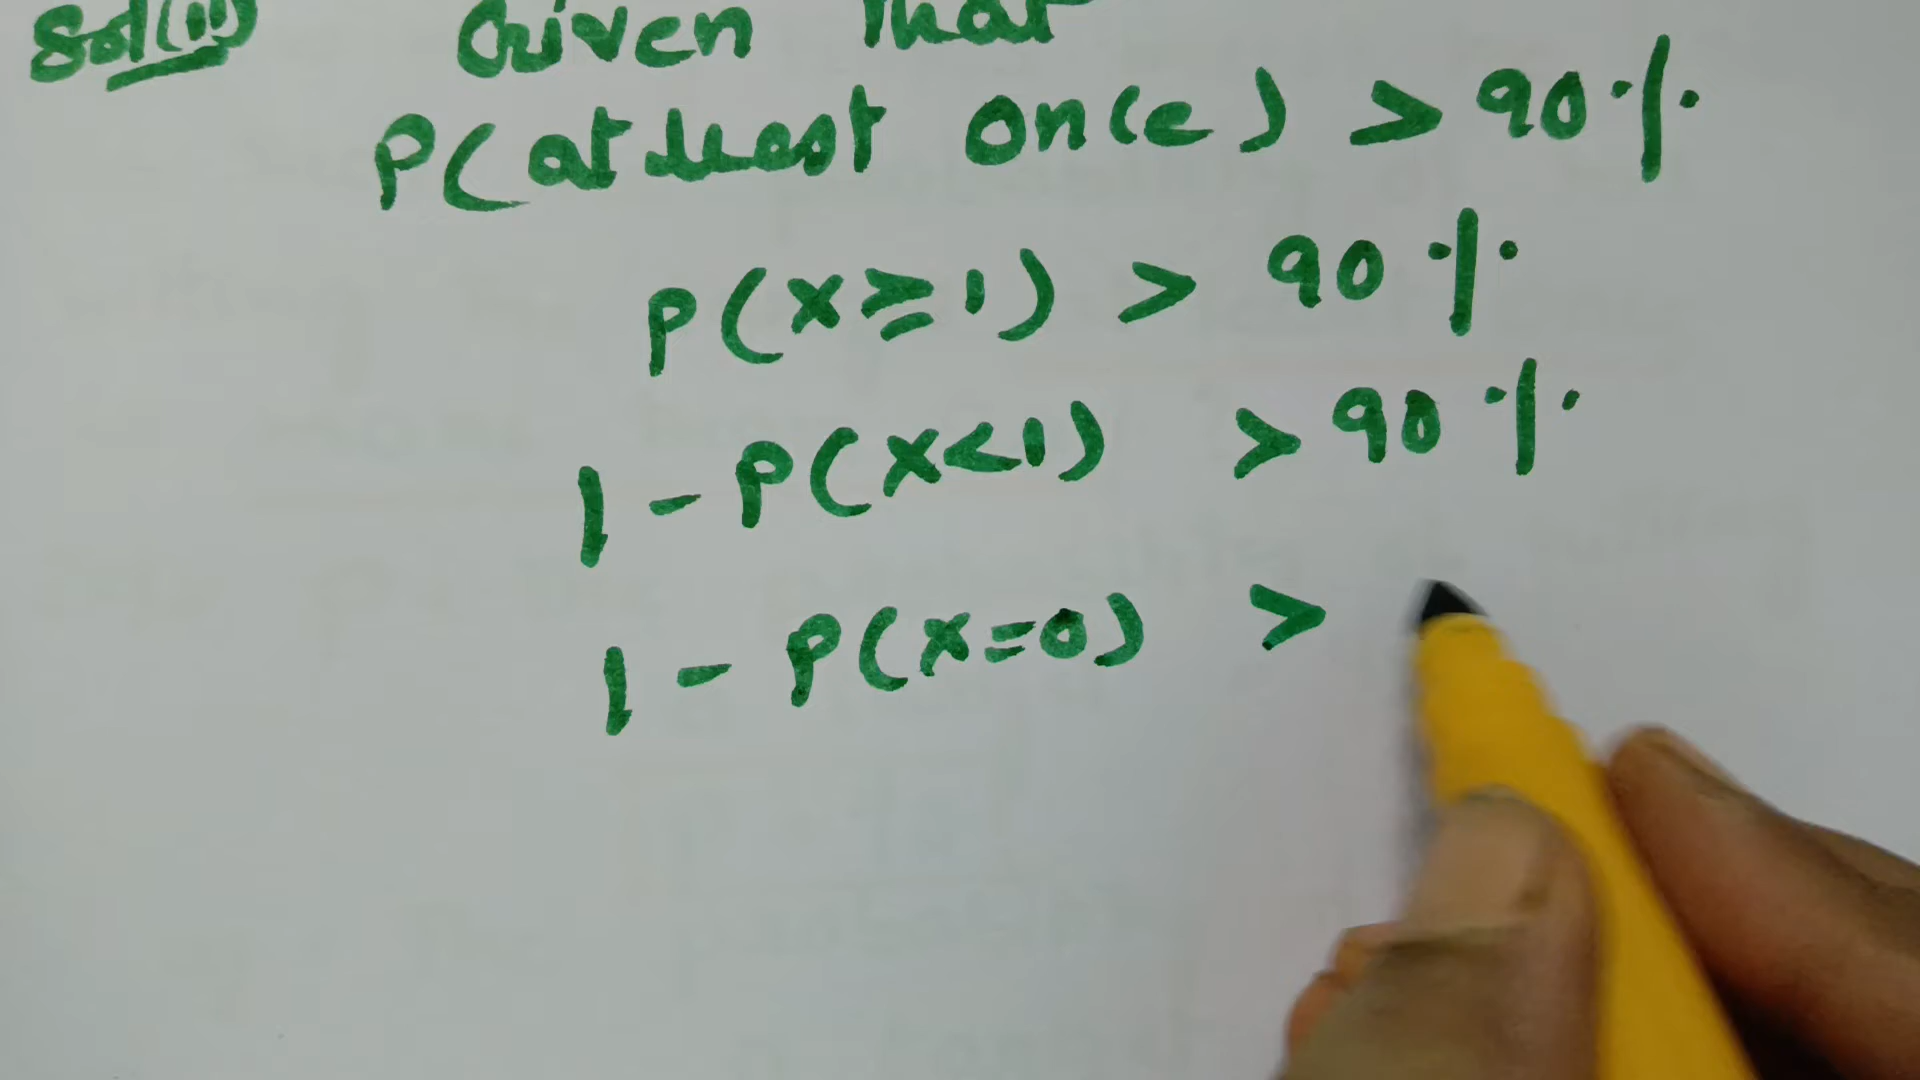 Sol(ii) Given that
P(atleast once) > 90%
P(x≥1) > 90%
1 - P(x<1) > 90%
1 - P(x=0) >